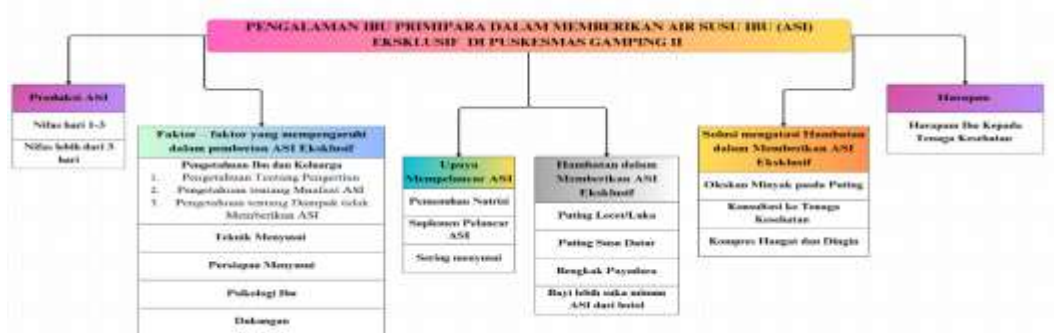 PENGALAMAN IBU PRIMIPARA DALAM MEMBERIKAN AIR SUSU IBU (ASI)
EKSKLUSIF DI PUSKESMAS GAMPING II
Produksi ASI
Nifas hari 1-3
Nifas lebih dari 3
hari
Faktor – faktor yang mempengaruhi
dalam pemberian ASI Eksklusif
Pengetahuan Ibu dan Keluarga
1. Pengetahuan Tentang Pengertian
2. Pengetahuan tentang Manfaat ASI
3. Pengetahuan tentang Dampak tidak
Memberikan ASI
Teknik Menyusui
Persiapan Menyusui
Psikologi Ibu
Dukungan
Upaya
Memperlancar ASI
Pemenuhan Nutrisi
Suplemen Pelancar
ASI
Sering menyusui
Hambatan dalam
Memberikan ASI
Eksklusif
Puting Lecet/Luka
Puting Susu Datar
Bengkak Payudara
Bayi lebih suka minum
ASI dari botol
Solusi mengatasi Hambatan
dalam Memberikan ASI
Eksklusif
Oleskan Minyak pada Puting
Konsultasi ke Tenaga
Kesehatan
Kompres Hangat dan Dingin
Harapan
Harapan Ibu Kepada
Tenaga Kesehatan